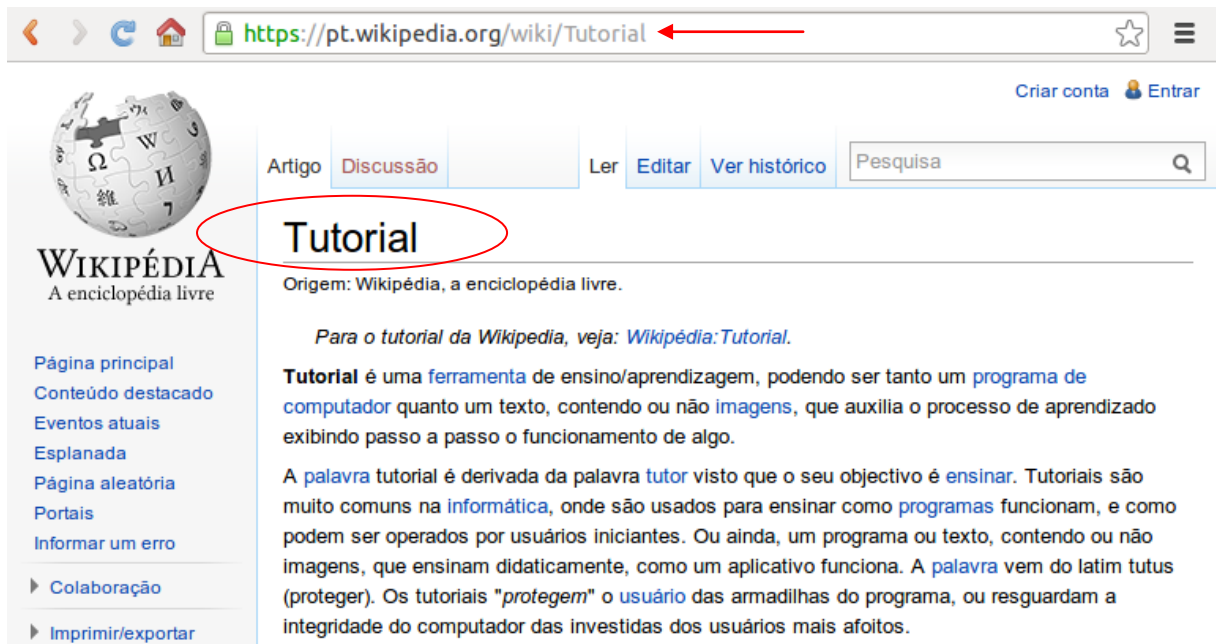 https://pt.wikipedia.org/wiki/Tutorial
Criar conta Entrar
Artigo Discussão Ler Editar Ver histórico Pesquisa
Ω W И 雑 7
WIKIPÉDIA
A enciclopédia livre
Página principal
Conteúdo destacado
Eventos atuais
Esplanada
Página aleatória
Portais
Informar um erro
Colaboração
Imprimir/exportar
Tutorial
Origem: Wikipédia, a enciclopédia livre.
Para o tutorial da Wikipedia, veja: Wikipédia:Tutorial.
Tutorial é uma ferramenta de ensino/aprendizagem, podendo ser tanto um programa de
computador quanto um texto, contendo ou não imagens, que auxilia o processo de aprendizado
exibindo passo a passo o funcionamento de algo.
A palavra tutorial é derivada da palavra tutor visto que o seu objectivo é ensinar. Tutoriais são
muito comuns na informática, onde são usados para ensinar como programas funcionam, e como
podem ser operados por usuários iniciantes. Ou ainda, um programa ou texto, contendo ou não
imagens, que ensinam didaticamente, como um aplicativo funciona. A palavra vem do latim tutus
(proteger). Os tutoriais "protegem" o usuário das armadilhas do programa, ou resguardam a
integridade do computador das investidas dos usuários mais afoitos.